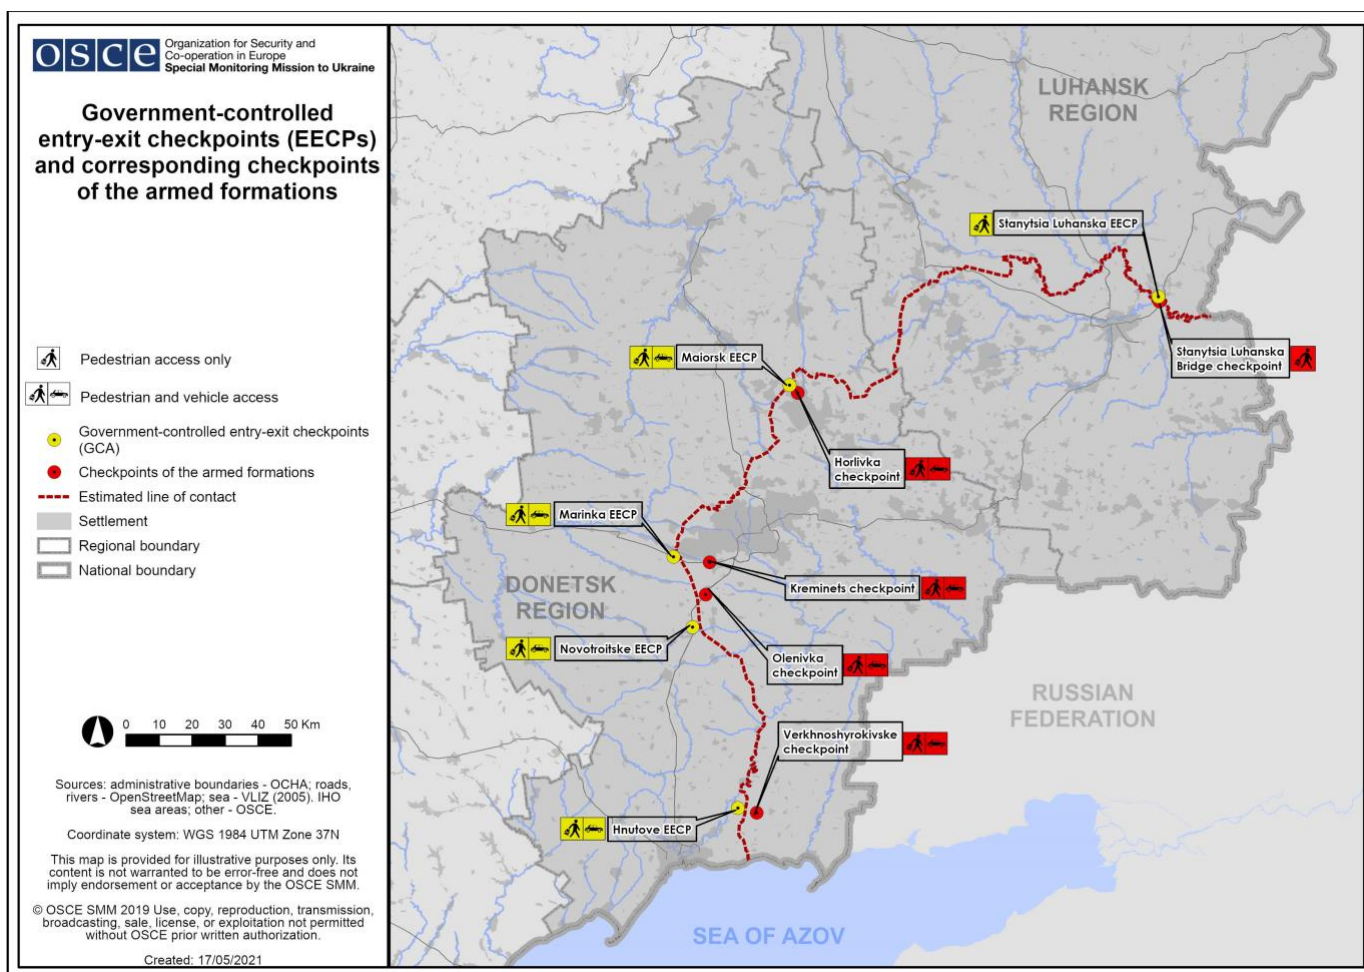 OSCE
Organization for Security and
Co-operation in Europe
Special Monitoring Mission to Ukraine
Government-controlled
entry-exit checkpoints (EECPs)
and corresponding checkpoints
of the armed formations
Pedestrian access only
Pedestrian and vehicle access
Government-controlled entry-exit checkpoints
(GCA)
Checkpoints of the armed formations
Estimated line of contact
Settlement
Regional boundary
National boundary
0 10 20 30 40 50 Km
Sources: administrative boundaries - OCHA; roads,
rivers - OpenStreetMap; sea - VLIZ (2005). IHO
sea areas; other - OSCE.
Coordinate system: WGS 1984 UTM Zone 37N
This map is provided for illustrative purposes only. Its
content is not warranted to be error-free and does not
imply endorsement or acceptance by the OSCE SMM.
© OSCE SMM 2019 Use, copy, reproduction, transmission,
broadcasting, sale, license, or exploitation not permitted
without OSCE prior written authorization.
Created: 17/05/2021
LUHANSK
REGION
Stanytsia Luhanska EECP
Stanytsia Luhanska
Bridge checkpoint
Maiorsk EECP
Horlivka
checkpoint
Marinka EECP
Kreminets checkpoint
DONETSK
REGION
Novotroitske EECP
Olenivka
checkpoint
RUSSIAN
FEDERATION
Verkhnoshyrokivske
checkpoint
Hnutove EECP
SEA OF AZOV